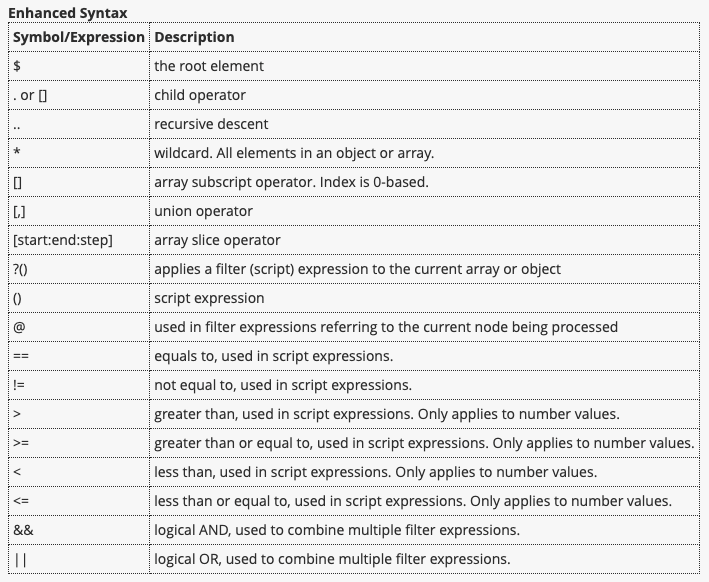 Enhanced Syntax
Symbol/Expression Description
$ the root element
. or [] child operator
.. recursive descent
* wildcard. All elements in an object or array.
[] array subscript operator. Index is 0-based.
[,] union operator
[start:end:step] array slice operator
?() applies a filter (script) expression to the current array or object
() script expression
@ used in filter expressions referring to the current node being processed
== equals to, used in script expressions.
!= not equal to, used in script expressions.
> greater than, used in script expressions. Only applies to number values.
>= greater than or equal to, used in script expressions. Only applies to number values.
< less than, used in script expressions. Only applies to number values.
<= less than or equal to, used in script expressions. Only applies to number values.
&& logical AND, used to combine multiple filter expressions.
|| logical OR, used to combine multiple filter expressions.